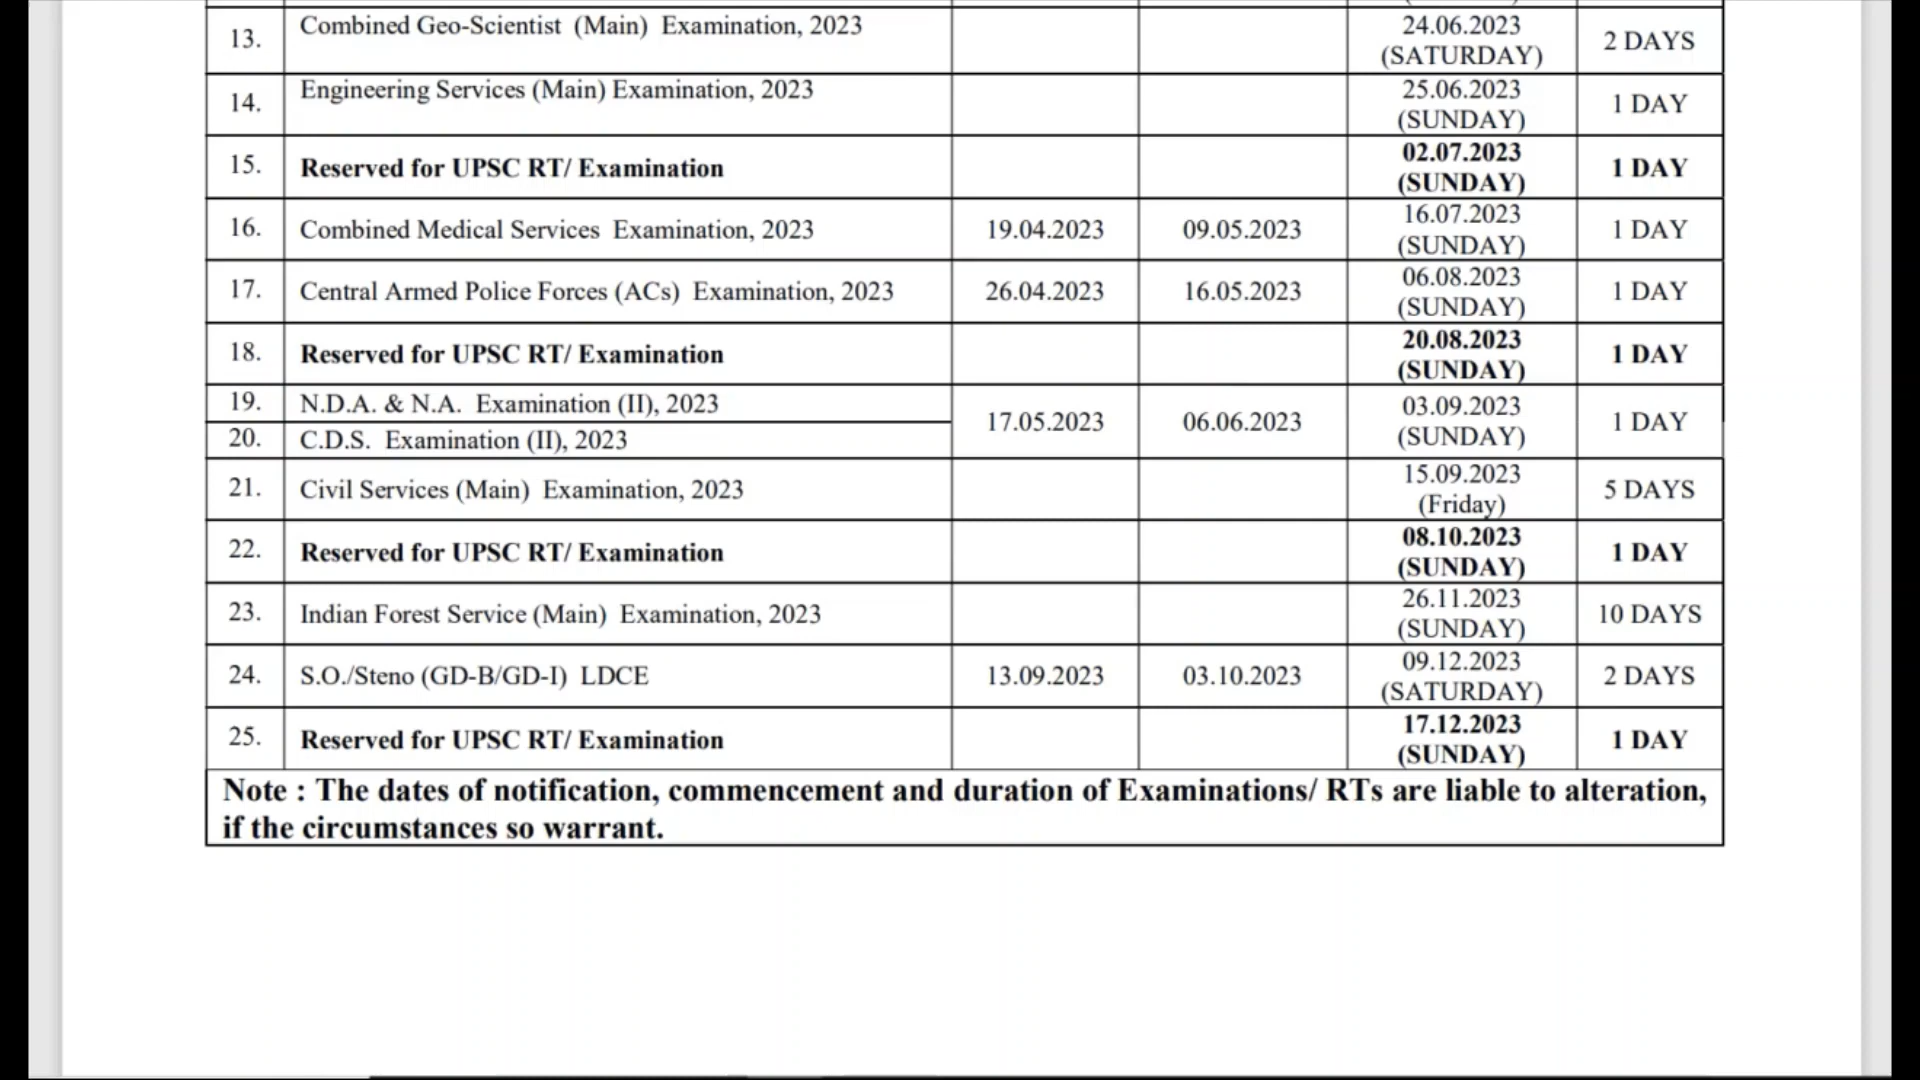 13. Combined Geo-Scientist (Main) Examination, 2023 24.06.2023 (SATURDAY) 2 DAYS
14. Engineering Services (Main) Examination, 2023 25.06.2023 (SUNDAY) 1 DAY
15. Reserved for UPSC RT/ Examination 02.07.2023 (SUNDAY) 1 DAY
16. Combined Medical Services Examination, 2023 19.04.2023 09.05.2023 16.07.2023 (SUNDAY) 1 DAY
17. Central Armed Police Forces (ACs) Examination, 2023 26.04.2023 16.05.2023 06.08.2023 (SUNDAY) 1 DAY
18. Reserved for UPSC RT/ Examination 20.08.2023 (SUNDAY) 1 DAY
19. N.D.A. & N.A. Examination (II), 2023 17.05.2023 06.06.2023 03.09.2023 (SUNDAY) 1 DAY
20. C.D.S. Examination (II), 2023
21. Civil Services (Main) Examination, 2023 15.09.2023 (Friday) 5 DAYS
22. Reserved for UPSC RT/ Examination 08.10.2023 (SUNDAY) 1 DAY
23. Indian Forest Service (Main) Examination, 2023 26.11.2023 (SUNDAY) 10 DAYS
24. S.O./Steno (GD-B/GD-I) LDCE 13.09.2023 03.10.2023 09.12.2023 (SATURDAY) 2 DAYS
25. Reserved for UPSC RT/ Examination 17.12.2023 (SUNDAY) 1 DAY
Note : The dates of notification, commencement and duration of Examinations/ RTs are liable to alteration,
if the circumstances so warrant.